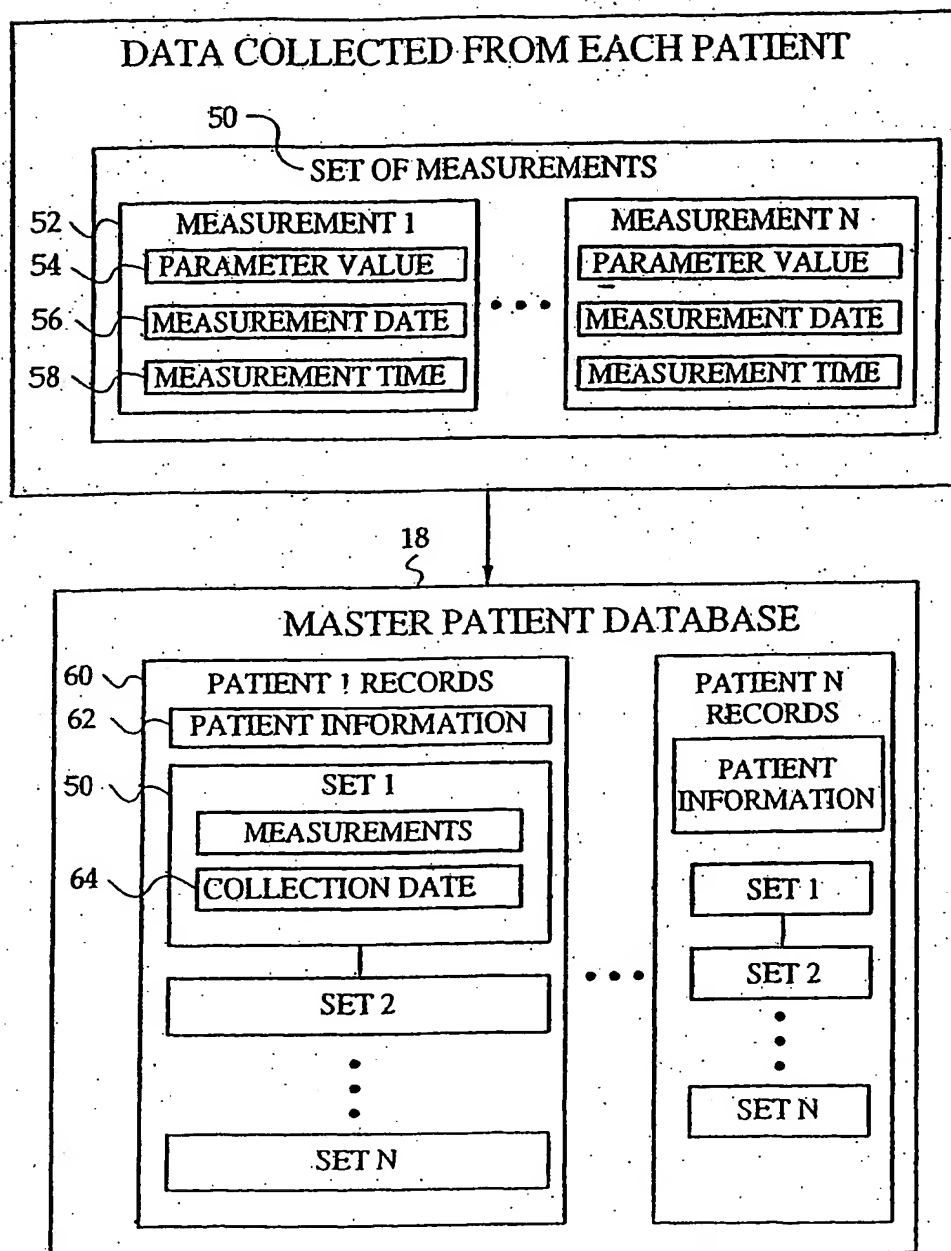 DATA COLLECTED FROM EACH PATIENT
50
SET OF MEASUREMENTS
52
MEASUREMENT 1
54
PARAMETER VALUE
56
MEASUREMENT DATE
58
MEASUREMENT TIME
• • •
MEASUREMENT N
PARAMETER VALUE
MEASUREMENT DATE
MEASUREMENT TIME
18
MASTER PATIENT DATABASE
60
PATIENT 1 RECORDS
62
PATIENT INFORMATION
50
SET 1
MEASUREMENTS
64
COLLECTION DATE
SET 2
SET N
• • •
PATIENT N
RECORDS
PATIENT
INFORMATION
SET 1
SET 2
SET N